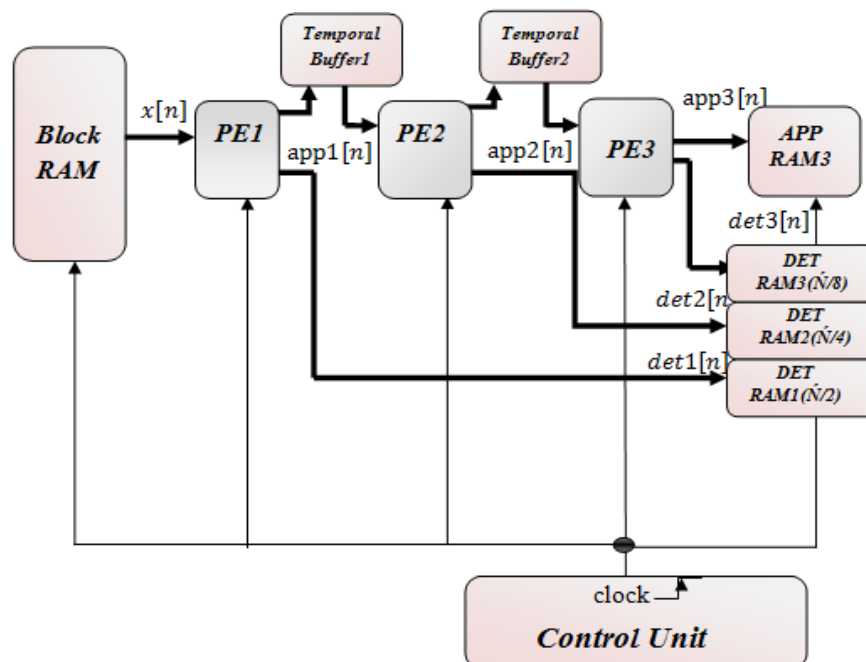 Temporal
Buffer1
Temporal
Buffer2
x[n]
app3[n]
Block
RAM
PE1
PE2
PE3
APP
RAM3
app1[n]
app2[n]
det3[n]
DET
RAM3(Ń/8)
det2[n
DET
RAM2(Ń/4)
det1[n]
DET
RAM1(Ń/2)
clock
Control Unit